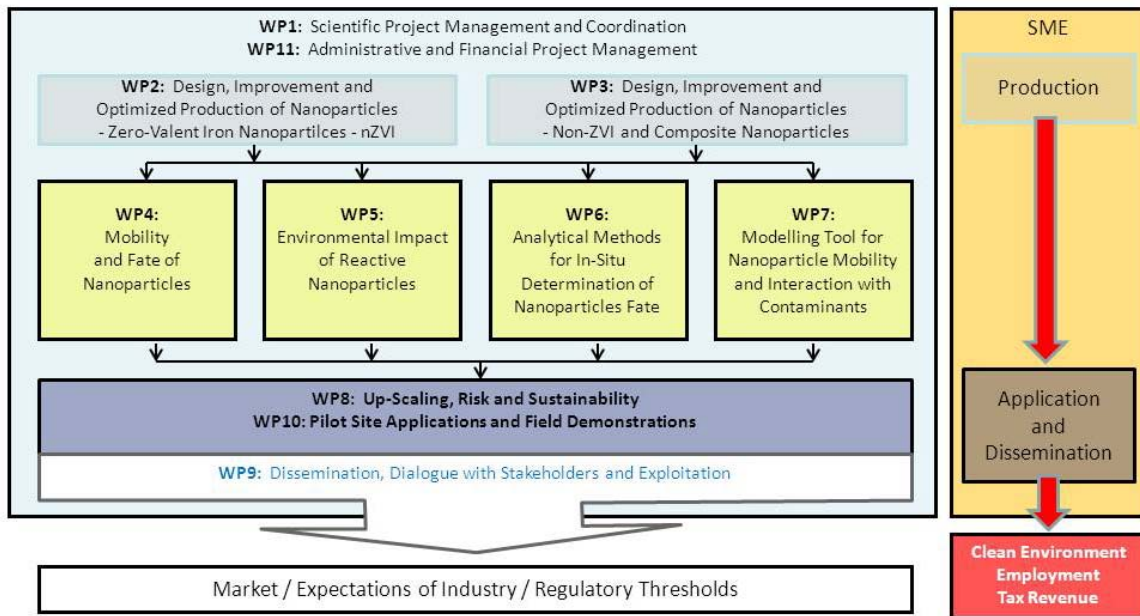 WP1: Scientific Project Management and Coordination
WP11: Administrative and Financial Project Management
WP2: Design, Improvement and
Optimized Production of Nanoparticles
- Zero-Valent Iron Nanopartilces - nZVI
WP3: Design, Improvement and
Optimized Production of Nanoparticles
- Non-ZVI and Composite Nanoparticles
WP4:
Mobility
and Fate of
Nanoparticles
WP5:
Environmental Impact
of Reactive
Nanoparticles
WP6:
Analytical Methods
for In-Situ
Determination of
Nanoparticles Fate
WP7:
Modelling Tool for
Nanoparticle Mobility
and Interaction with
Contaminants
WP8: Up-Scaling, Risk and Sustainability
WP10: Pilot Site Applications and Field Demonstrations
WP9: Dissemination, Dialogue with Stakeholders and Exploitation
Market / Expectations of Industry / Regulatory Thresholds
SME
Production
Application
and
Dissemination
Clean Environment
Employment
Tax Revenue